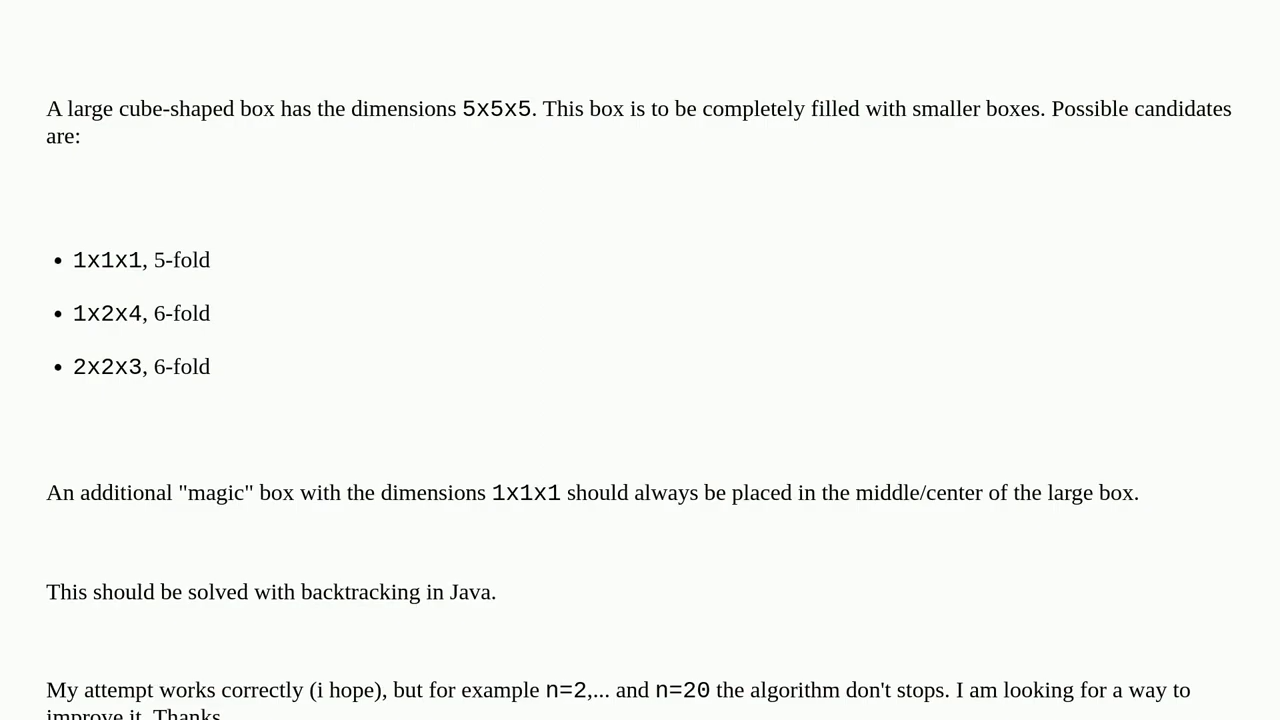 A large cube-shaped box has the dimensions 5x5x5. This box is to be completely filled with smaller boxes. Possible candidates
are:
• 1x1x1, 5-fold
• 1x2x4, 6-fold
• 2x2x3, 6-fold
An additional "magic" box with the dimensions 1x1x1 should always be placed in the middle/center of the large box.
This should be solved with backtracking in Java.
My attempt works correctly (i hope), but for example n=2,... and n=20 the algorithm don't stops. I am looking for a way to
improve it. Thanks